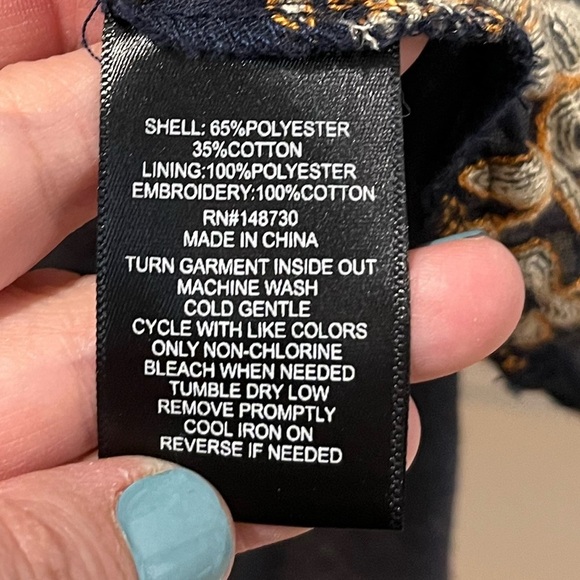 SHELL: 65%POLYESTER
35%COTTON
LINING:100%POLYESTER
EMBROIDERY:100%COTTON
RN#148730
MADE IN CHINA
TURN GARMENT INSIDE OUT
MACHINE WASH
COLD GENTLE
CYCLE WITH LIKE COLORS
ONLY NON-CHLORINE
BLEACH WHEN NEEDED
TUMBLE DRY LOW
REMOVE PROMPTLY
COOL IRON ON
REVERSE IF NEEDED